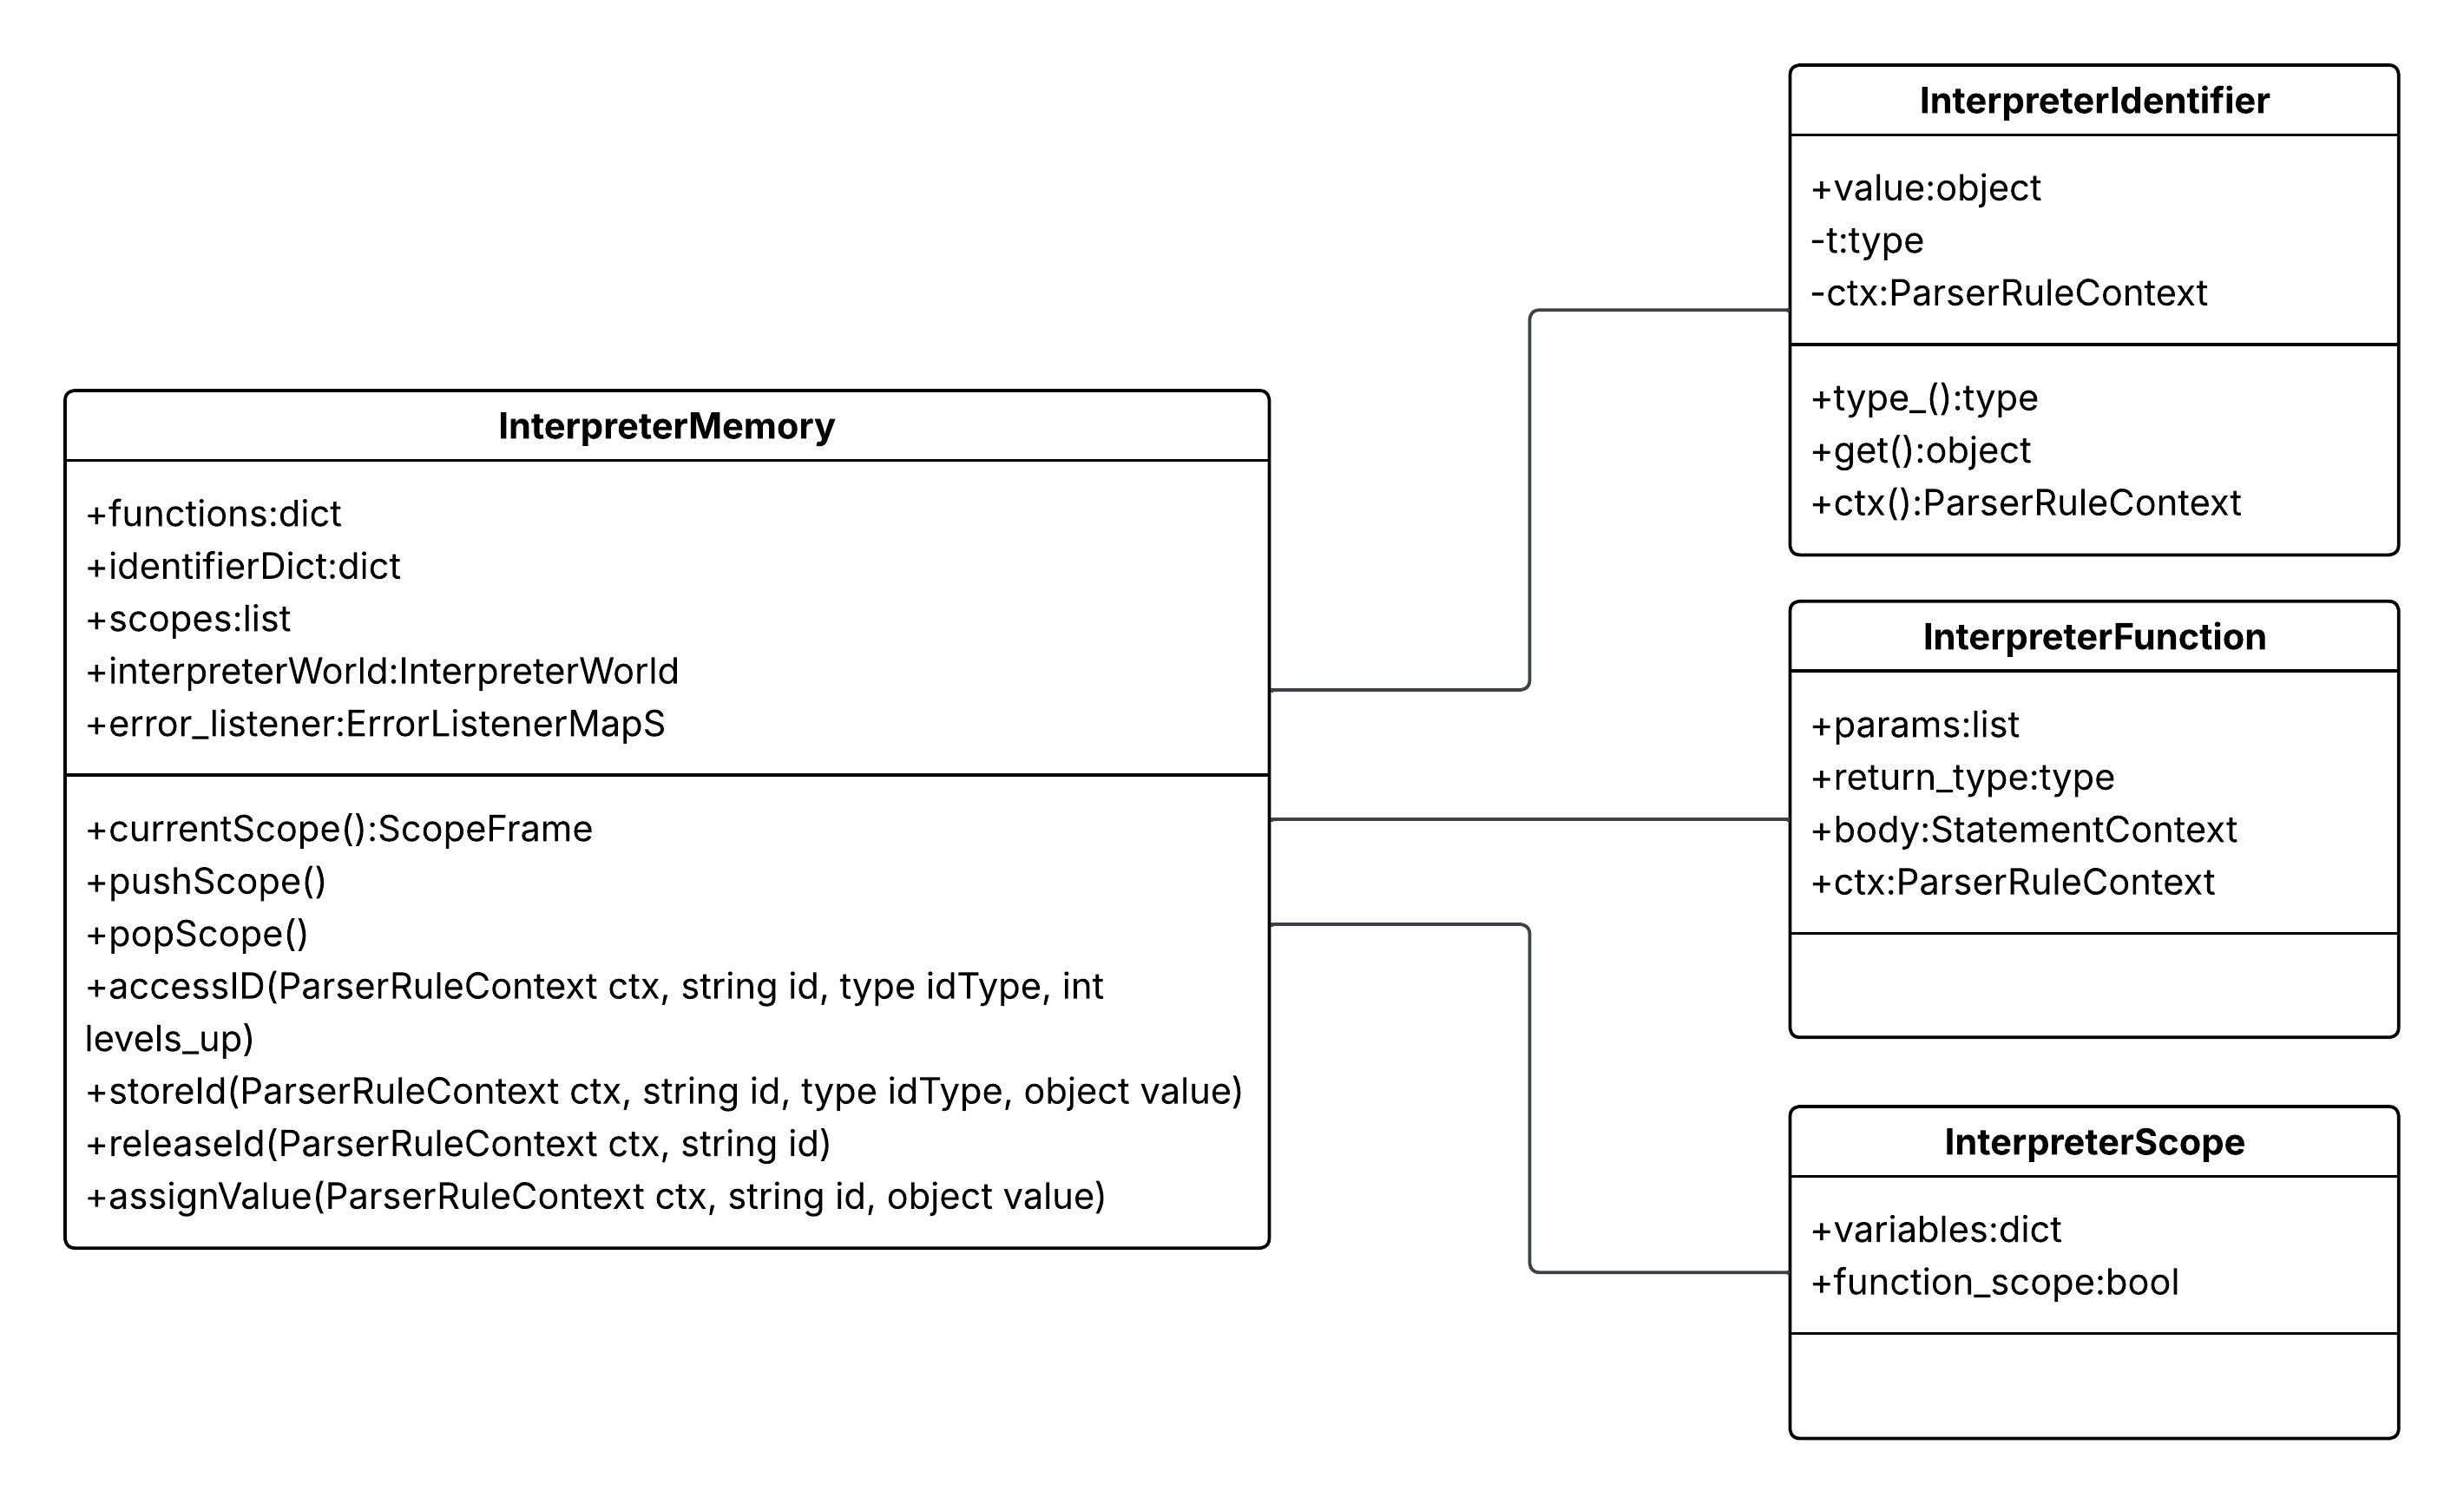 InterpreterMemory
+functions:dict
+identifierDict:dict
+scopes:list
+interpreterWorld:InterpreterWorld
+error_listener:ErrorListenerMapS
+currentScope():ScopeFrame
+pushScope()
+popScope()
+accessID(ParserRuleContext ctx, string id, type idType, int
levels_up)
+storeId(ParserRuleContext ctx, string id, type idType, object value)
+releaseId(ParserRuleContext ctx, string id)
+assignValue(ParserRuleContext ctx, string id, object value)
InterpreterIdentifier
+value:object
-t:type
-ctx:ParserRuleContext
+type_():type
+get():object
+ctx():ParserRuleContext
InterpreterFunction
+params:list
+return_type:type
+body:StatementContext
+ctx:ParserRuleContext
InterpreterScope
+variables:dict
+function_scope:bool